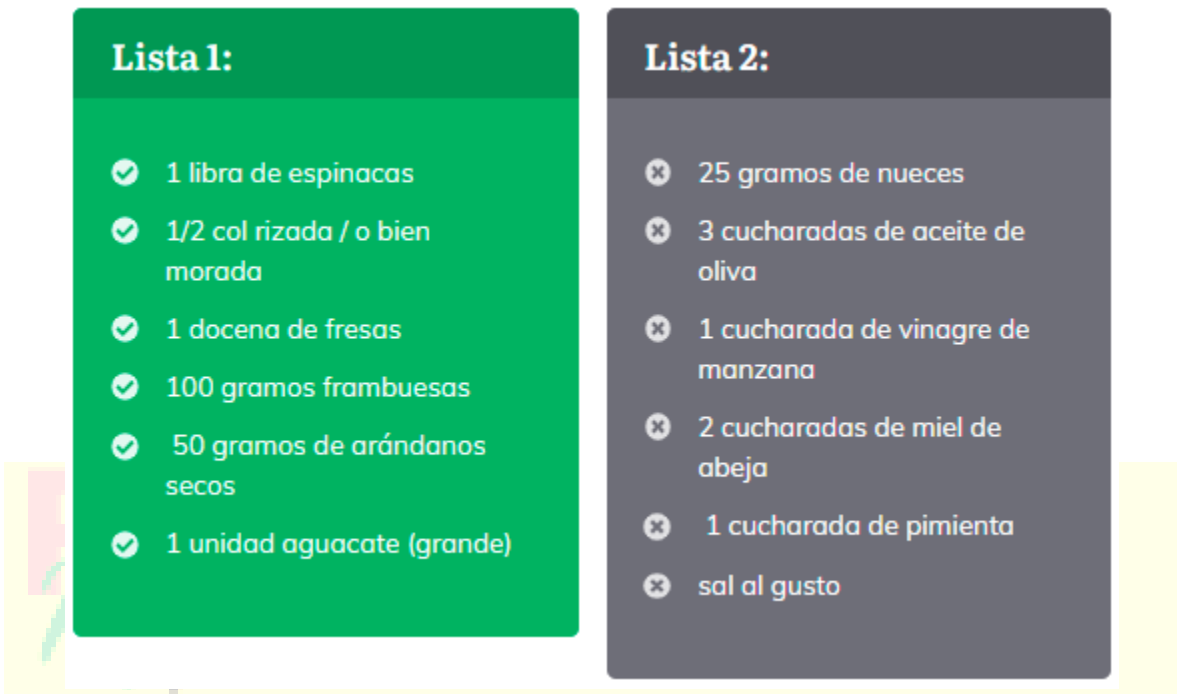 Lista 1:
1 libra de espinacas
1/2 col rizada / o bien
morada
1 docena de fresas
100 gramos frambuesas
50 gramos de arándanos
secos
1 unidad aguacate (grande)
Lista 2:
25 gramos de nueces
3 cucharadas de aceite de
oliva
1 cucharada de vinagre de
manzana
2 cucharadas de miel de
abeja
1 cucharada de pimienta
sal al gusto